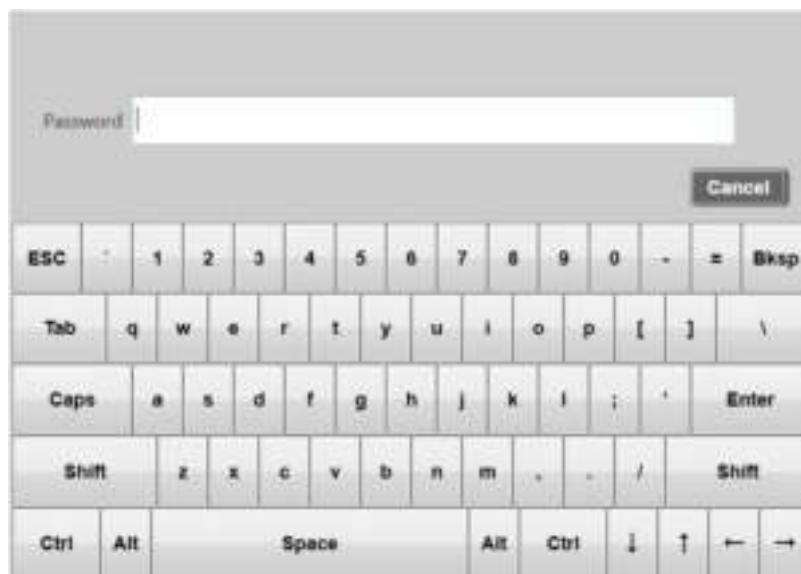 Password
Cancel
ESC ` 1 2 3 4 5 6 7 8 9 0 - = Bksp
Tab q w e r t y u i o p [ ] \
Caps a s d f g h j k l ; ' Enter
Shift z x c v b n m , . / Shift
Ctrl Alt Space Alt Ctrl ↓ ↑ ← →